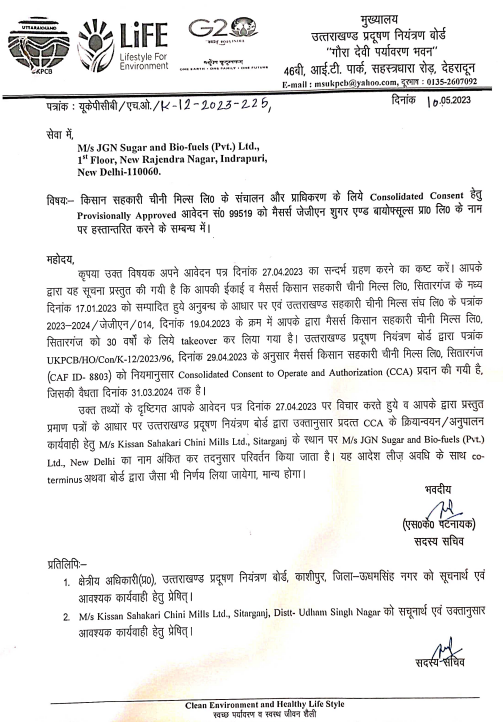 UTTARAKHAND
UKPCB
LiFE
Lifestyle For
Environment
G20
वसुधैव कुटुम्बकम्
ONE EARTH • ONE FAMILY • ONE FUTURE
मुख्यालय
उत्तराखण्ड प्रदूषण नियंत्रण बोर्ड
"गौरा देवी पर्यावरण भवन"
46बी, आई.टी. पार्क, सहस्त्रधारा रोड़, देहरादून
E-mail : msukpcb@yahoo.com, दूरभाष : 0135-2607092
पत्रांक : यूकेपीसीबी/एच.ओ./K-12-2023-225, दिनांक 10.05.2023
सेवा में,
M/s JGN Sugar and Bio-fuels (Pvt.) Ltd.,
1st Floor, New Rajendra Nagar, Indrapuri,
New Delhi-110060.
विषयः– किसान सहकारी चीनी मिल्स लि0 के संचालन और प्राधिकरण के लिये Consolidated Consent हेतु
Provisionally Approved आवेदन सं0 99519 को मैसर्स जेजीएन शुगर एण्ड बायोफ्सूल्स प्रा0 लि0 के नाम
पर हस्तान्तरित करने के सम्बन्ध में।
महोदय,
कृपया उक्त विषयक अपने आवेदन पत्र दिनांक 27.04.2023 का सन्दर्भ ग्रहण करने का कष्ट करें। आपके
द्वारा यह सूचना प्रस्तुत की गयी है कि आपकी ईकाई व मैसर्स किसान सहकारी चीनी मिल्स लि0, सितारगंज के मध्य
दिनांक 17.01.2023 को सम्पादित हुये अनुबन्ध के आधार पर एवं उत्तराखण्ड सहकारी चीनी मिल्स संघ लि0 के पत्रांक
2023-2024/जेजीएन/014, दिनांक 19.04.2023 के क्रम में आपके द्वारा मैसर्स किसान सहकारी चीनी मिल्स लि0,
सितारगंज को 30 वर्षो के लिये takeover कर लिया गया है। उत्तराखण्ड प्रदूषण नियंत्रण बोर्ड द्वारा पत्रांक
UKPCB/HO/Con/K-12/2023/96, दिनांक 29.04.2023 के अनुसार मैसर्स किसान सहकारी चीनी मिल्स लि0, सितारगंज
(CAF ID- 8803) को नियमानुसार Consolidated Consent to Operate and Authorization (CCA) प्रदान की गयी है,
जिसकी वैधता दिनांक 31.03.2024 तक है।
उक्त तथ्यों के दृष्टिगत आपके आवेदन पत्र दिनांक 27.04.2023 पर विचार करते हुये व आपके द्वारा प्रस्तुत
प्रमाण पत्रों के आधार पर उत्तराखण्ड प्रदूषण नियंत्रण बोर्ड द्वारा उक्तानुसार प्रदत्त CCA के क्रियान्वयन/अनुपालन
कार्यवाही हेतु M/s Kissan Sahakari Chini Mills Ltd., Sitarganj के स्थान पर M/s JGN Sugar and Bio-fuels (Pvt.)
Ltd., New Delhi का नाम अंकित कर तदनुसार परिवर्तन किया जाता है। यह आदेश लीज़ अवधि के साथ co-
terminus अथवा बोर्ड द्वारा जैसा भी निर्णय लिया जायेगा, मान्य होगा।
भवदीय
(एस0के0 पटनायक)
सदस्य सचिव
प्रतिलिपिः–
1. क्षेत्रीय अधिकारी(प्र0), उत्तराखण्ड प्रदूषण नियंत्रण बोर्ड, काशीपुर, जिला–ऊधमसिंह नगर को सूचनार्थ एवं
आवश्यक कार्यवाही हेतु प्रेषित्।
2. M/s Kissan Sahakari Chini Mills Ltd., Sitarganj, Distt- Udham Singh Nagar को सचूनार्थ एवं उक्तानुसार
आवश्यक कार्यवाही हेतु प्रेषित्।
सदस्य सचिव
Clean Environment and Healthy Life Style
स्वच्छ पर्यावरण व स्वस्थ जीवन शैली